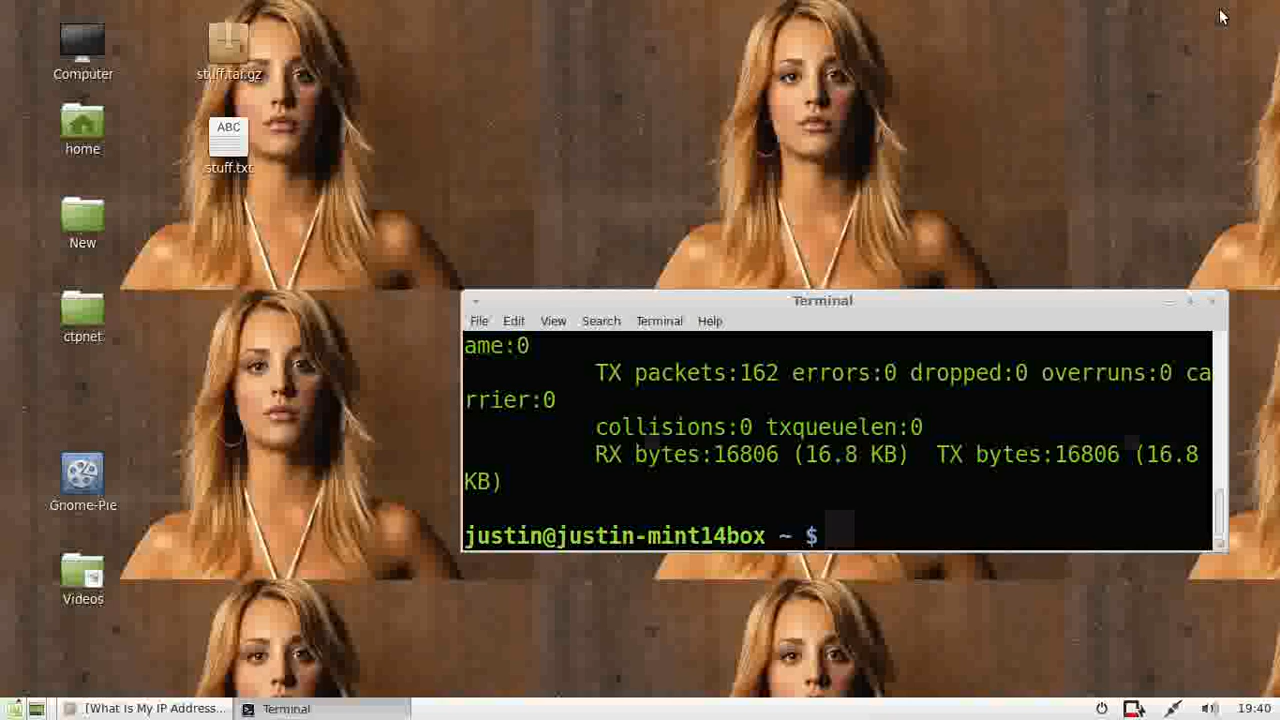 Computer
stuff.tar.gz
home
ABC
stuff.txt
New
ctpnet
Gnome-Pie
Videos
Terminal
File Edit View Search Terminal Help
ame:0
TX packets:162 errors:0 dropped:0 overruns:0 ca
rrier:0
collisions:0 txqueuelen:0
RX bytes:16806 (16.8 KB)  TX bytes:16806 (16.8
KB)
justin@justin-mint14box ~ $
[What Is My IP Address... Terminal 19:40